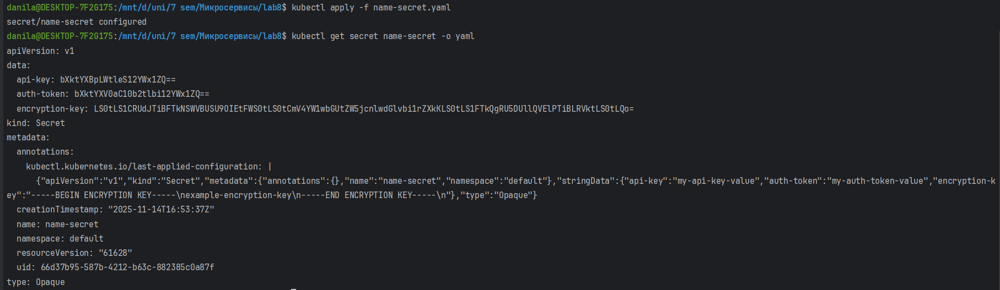 danila@DESKTOP-7F2G175:/mnt/d/uni/7 sem/Микросервисы/lab8$ kubectl apply -f name-secret.yaml
secret/name-secret configured
danila@DESKTOP-7F2G175:/mnt/d/uni/7 sem/Микросервисы/lab8$ kubectl get secret name-secret -o yaml
apiVersion: v1
data:
  api-key: bXktYXBpLWtleS12YWx1ZQ==
  auth-token: bXktYXV0aC10b2tlbi12YWx1ZQ==
  encryption-key: LS0tLS1CRUdJTiBFTkNSWVBUSU9OIEtFWS0tLS0tCmV4YW1wbGUtZW5jcnlwdGlvbi1rZXkKLS0tLS1FTkQgRU5DUllQVElPTiBLRVktLS0tLQo=
kind: Secret
metadata:
  annotations:
    kubectl.kubernetes.io/last-applied-configuration: |
      {"apiVersion":"v1","kind":"Secret","metadata":{"annotations":{},"name":"name-secret","namespace":"default"},"stringData":{"api-key":"my-api-key-value","auth-token":"my-auth-token-value","encryption-k
ey":"-----BEGIN ENCRYPTION KEY-----\nexample-encryption-key\n-----END ENCRYPTION KEY-----\n"},"type":"Opaque"}
  creationTimestamp: "2025-11-14T16:53:37Z"
  name: name-secret
  namespace: default
  resourceVersion: "61628"
  uid: 66d37b95-587b-4212-b63c-882385c0a87f
type: Opaque